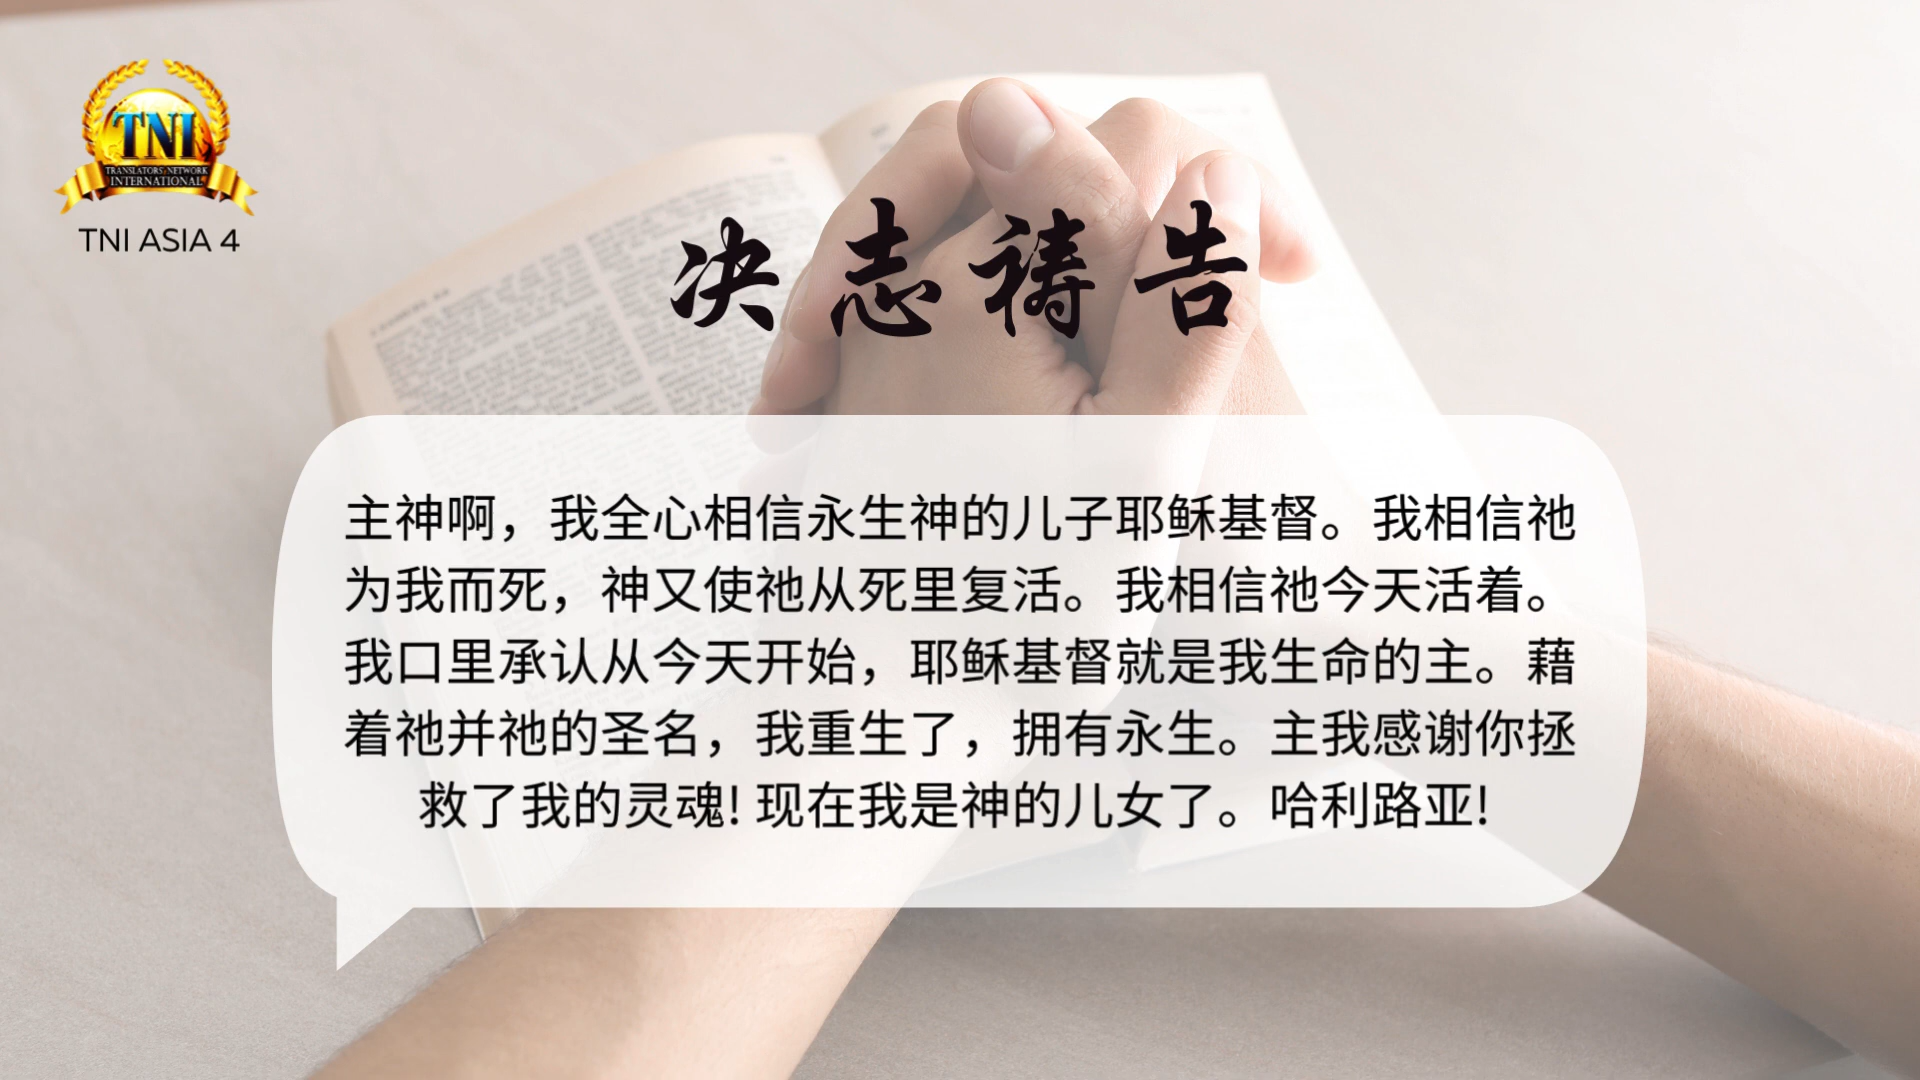 TNI
TRANSLATORS NETWORK
INTERNATIONAL
TNI ASIA 4
决志祷告
主神啊，我全心相信永生神的儿子耶稣基督。我相信祂
为我而死，神又使祂从死里复活。我相信祂今天活着。
我口里承认从今天开始，耶稣基督就是我生命的主。藉
着祂并祂的圣名，我重生了，拥有永生。主我感谢你拯
救了我的灵魂! 现在我是神的儿女了。哈利路亚!